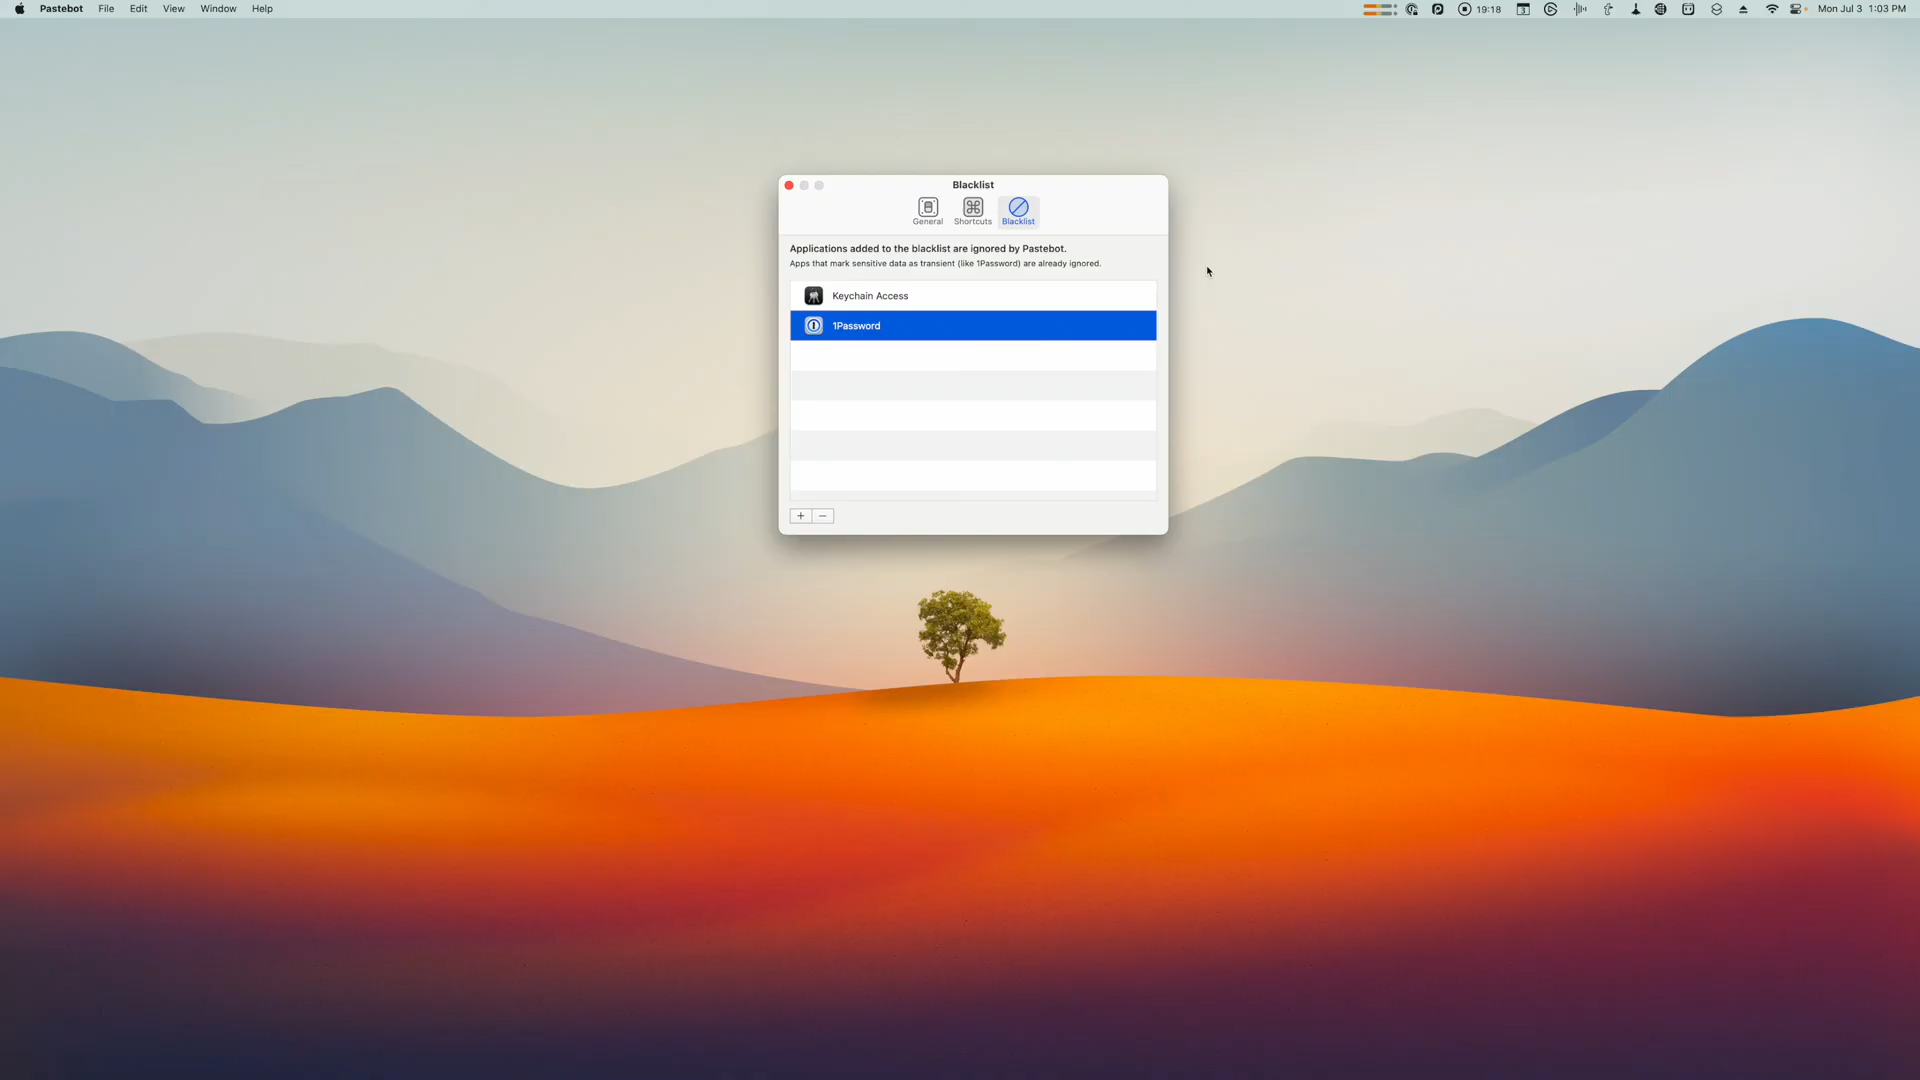 Pastebot File Edit View Window Help 19:18 3 Mon Jul 3 1:03 PM
Blacklist
General Shortcuts Blacklist
Applications added to the blacklist are ignored by Pastebot.
Apps that mark sensitive data as transient (like 1Password) are already ignored.
Keychain Access
1Password
+ −